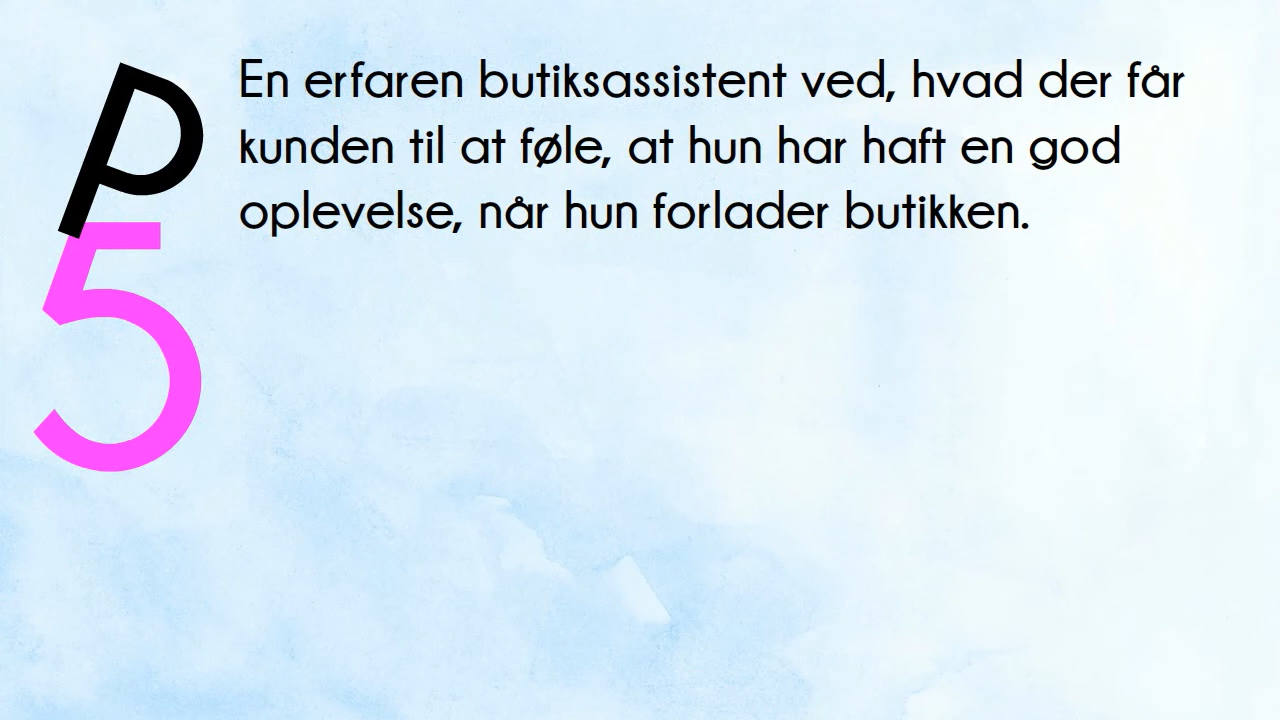 P
5
En erfaren butiksassistent ved, hvad der får
kunden til at føle, at hun har haft en god
oplevelse, når hun forlader butikken.